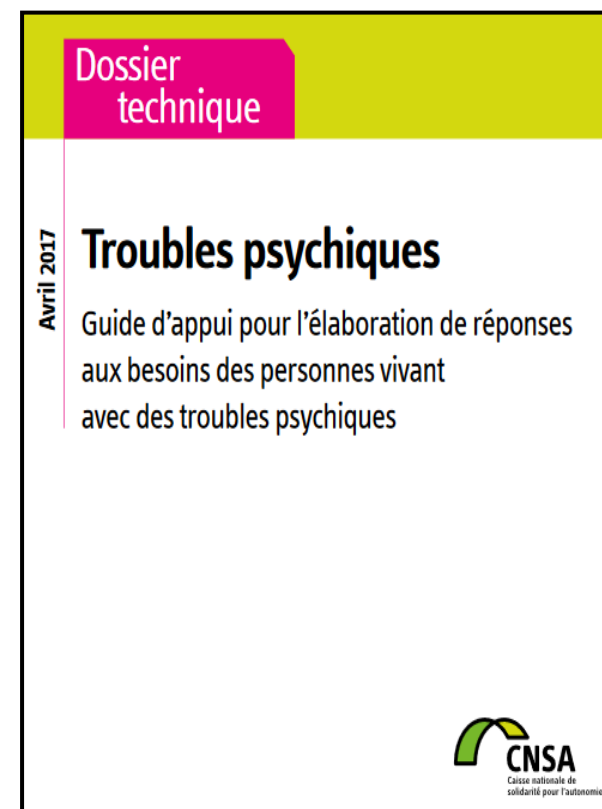 Dossier
technique
Avril 2017
Troubles psychiques
Guide d'appui pour l'élaboration de réponses
aux besoins des personnes vivant
avec des troubles psychiques
CNSA
Caisse nationale de
solidarité pour l'autonomie